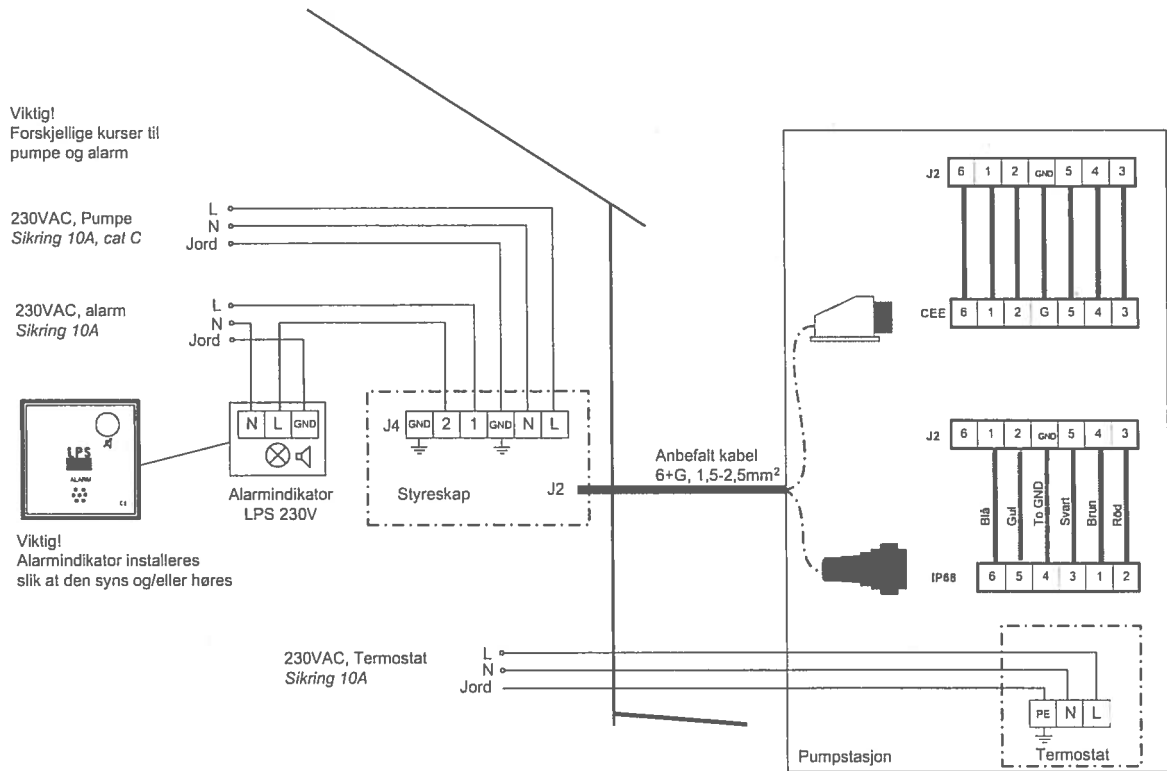 Viktig!
Forskjellige kurser til
pumpe og alarm
230VAC, Pumpe
Sikring 10A, cat C
L
N
Jord
230VAC, alarm
Sikring 10A
L
N
Jord
LPS
ALARM
CE
N L GND
Alarmindikator
LPS 230V
Viktig!
Alarmindikator installeres
slik at den syns og/eller høres
J4 GND 2 1 GND N L
Styreskap
J2
Anbefalt kabel
6+G, 1,5-2,5mm²
J2 6 1 2 GND 5 4 3
CEE 6 1 2 G 5 4 3
J2 6 1 2 GND 5 4 3
Blå Gul To GND Svart Brun Röd
IP68 6 5 4 3 1 2
230VAC, Termostat
Sikring 10A
L
N
Jord
PE N L
Termostat
Pumpstasjon